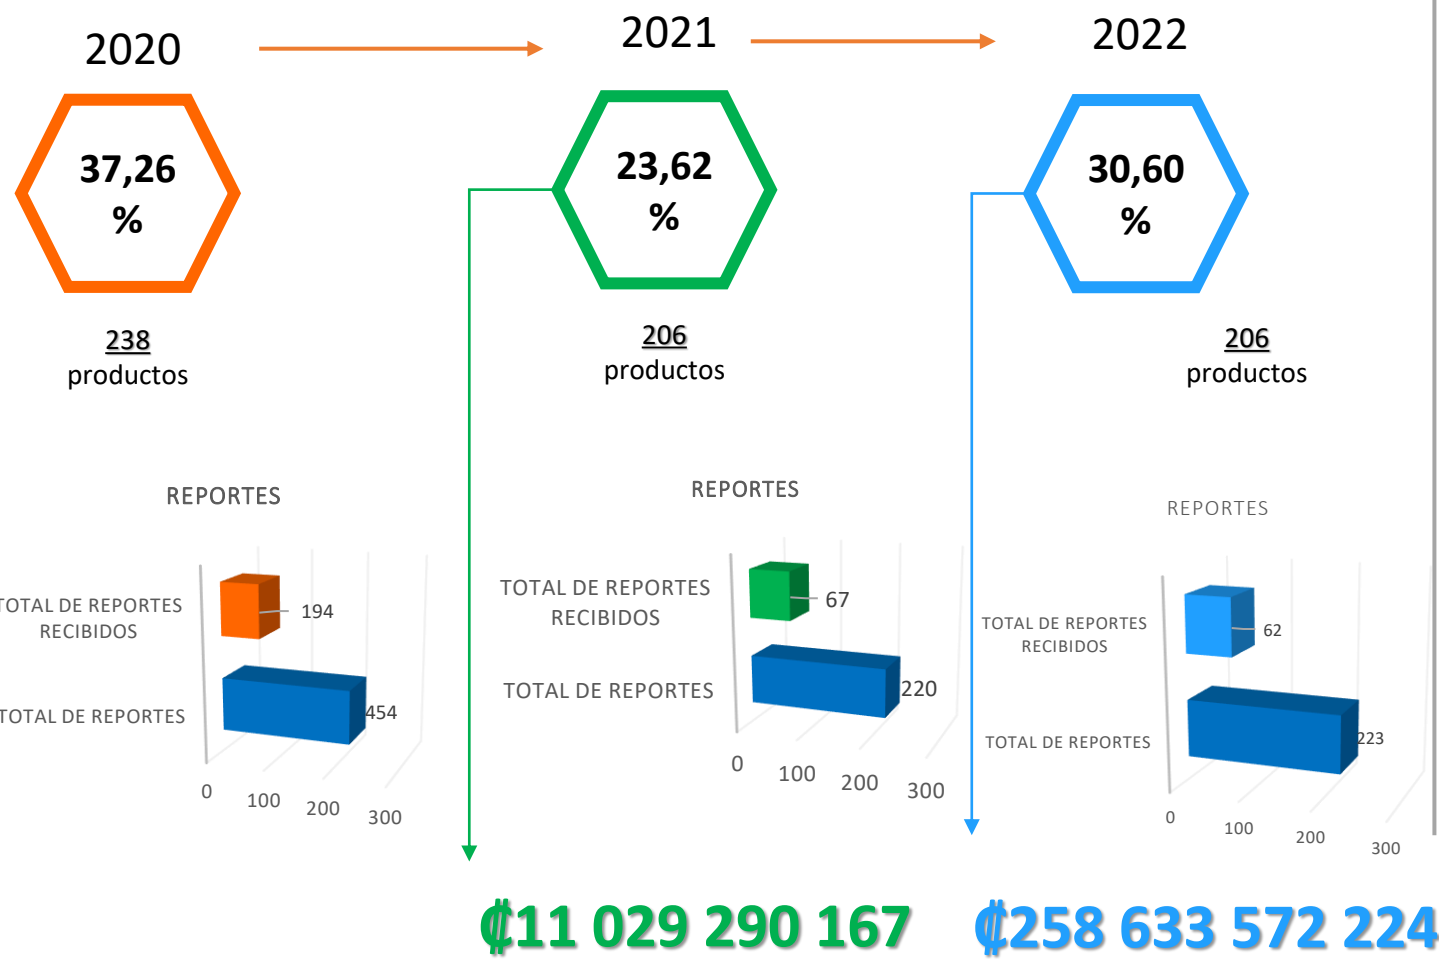 2020
2021
2022
37,26
%
23,62
%
30,60
%
238
productos
206
productos
206
productos
REPORTES
TOTAL DE REPORTES
RECIBIDOS
194
TOTAL DE REPORTES
454
0
100
200
300
REPORTES
TOTAL DE REPORTES
RECIBIDOS
67
TOTAL DE REPORTES
220
0
100
200
300
REPORTES
TOTAL DE REPORTES
RECIBIDOS
62
TOTAL DE REPORTES
223
0
100
200
300
₡11 029 290 167
₡258 633 572 224